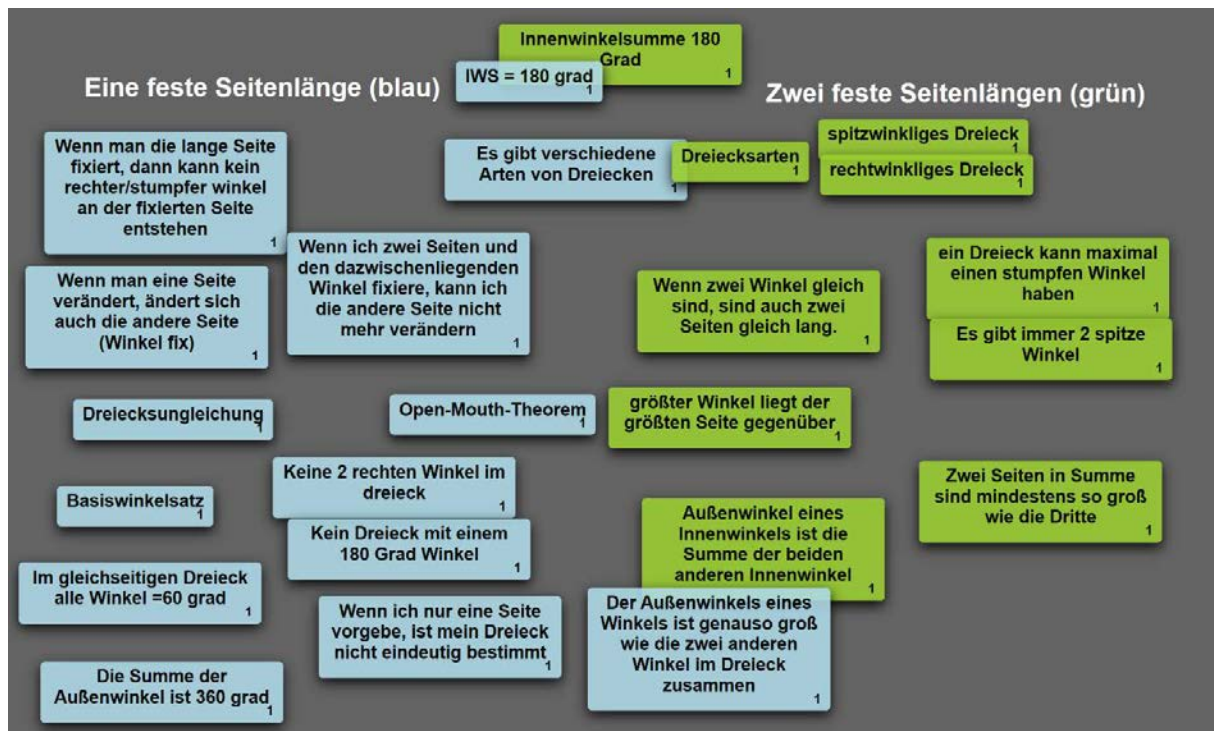 Innenwinkelsumme 180
Grad
1
IWS = 180 grad
1
Eine feste Seitenlänge (blau)
Zwei feste Seitenlängen (grün)
Wenn man die lange Seite
fixiert, dann kann kein
rechter/stumpfer winkel
an der fixierten Seite
entstehen
1
Es gibt verschiedene
Arten von Dreiecken
1
Dreiecksarten
1
spitzwinkliges Dreieck
1
rechtwinkliges Dreieck
1
Wenn man eine Seite
verändert, ändert sich
auch die andere Seite
(Winkel fix)
1
Wenn ich zwei Seiten und
den dazwischenliegenden
Winkel fixiere, kann ich
die andere Seite nicht
mehr verändern
1
Wenn zwei Winkel gleich
sind, sind auch zwei
Seiten gleich lang.
1
ein Dreieck kann maximal
einen stumpfen Winkel
haben
1
Es gibt immer 2 spitze
Winkel
1
Dreiecksungleichung
1
Open-Mouth-Theorem
1
größter Winkel liegt der
größten Seite gegenüber
1
Basiswinkelsatz
1
Keine 2 rechten Winkel im
dreieck
1
Kein Dreieck mit einem
180 Grad Winkel
1
Zwei Seiten in Summe
sind mindestens so groß
wie die Dritte
1
Außenwinkel eines
Innenwinkels ist die
Summe der beiden
anderen Innenwinkel
1
Im gleichseitigen Dreieck
alle Winkel =60 grad
1
Wenn ich nur eine Seite
vorgebe, ist mein Dreieck
nicht eindeutig bestimmt
1
Der Außenwinkels eines
Winkels ist genauso groß
wie die zwei anderen
Winkel im Dreieck
zusammen
1
Die Summe der
Außenwinkel ist 360 grad
1